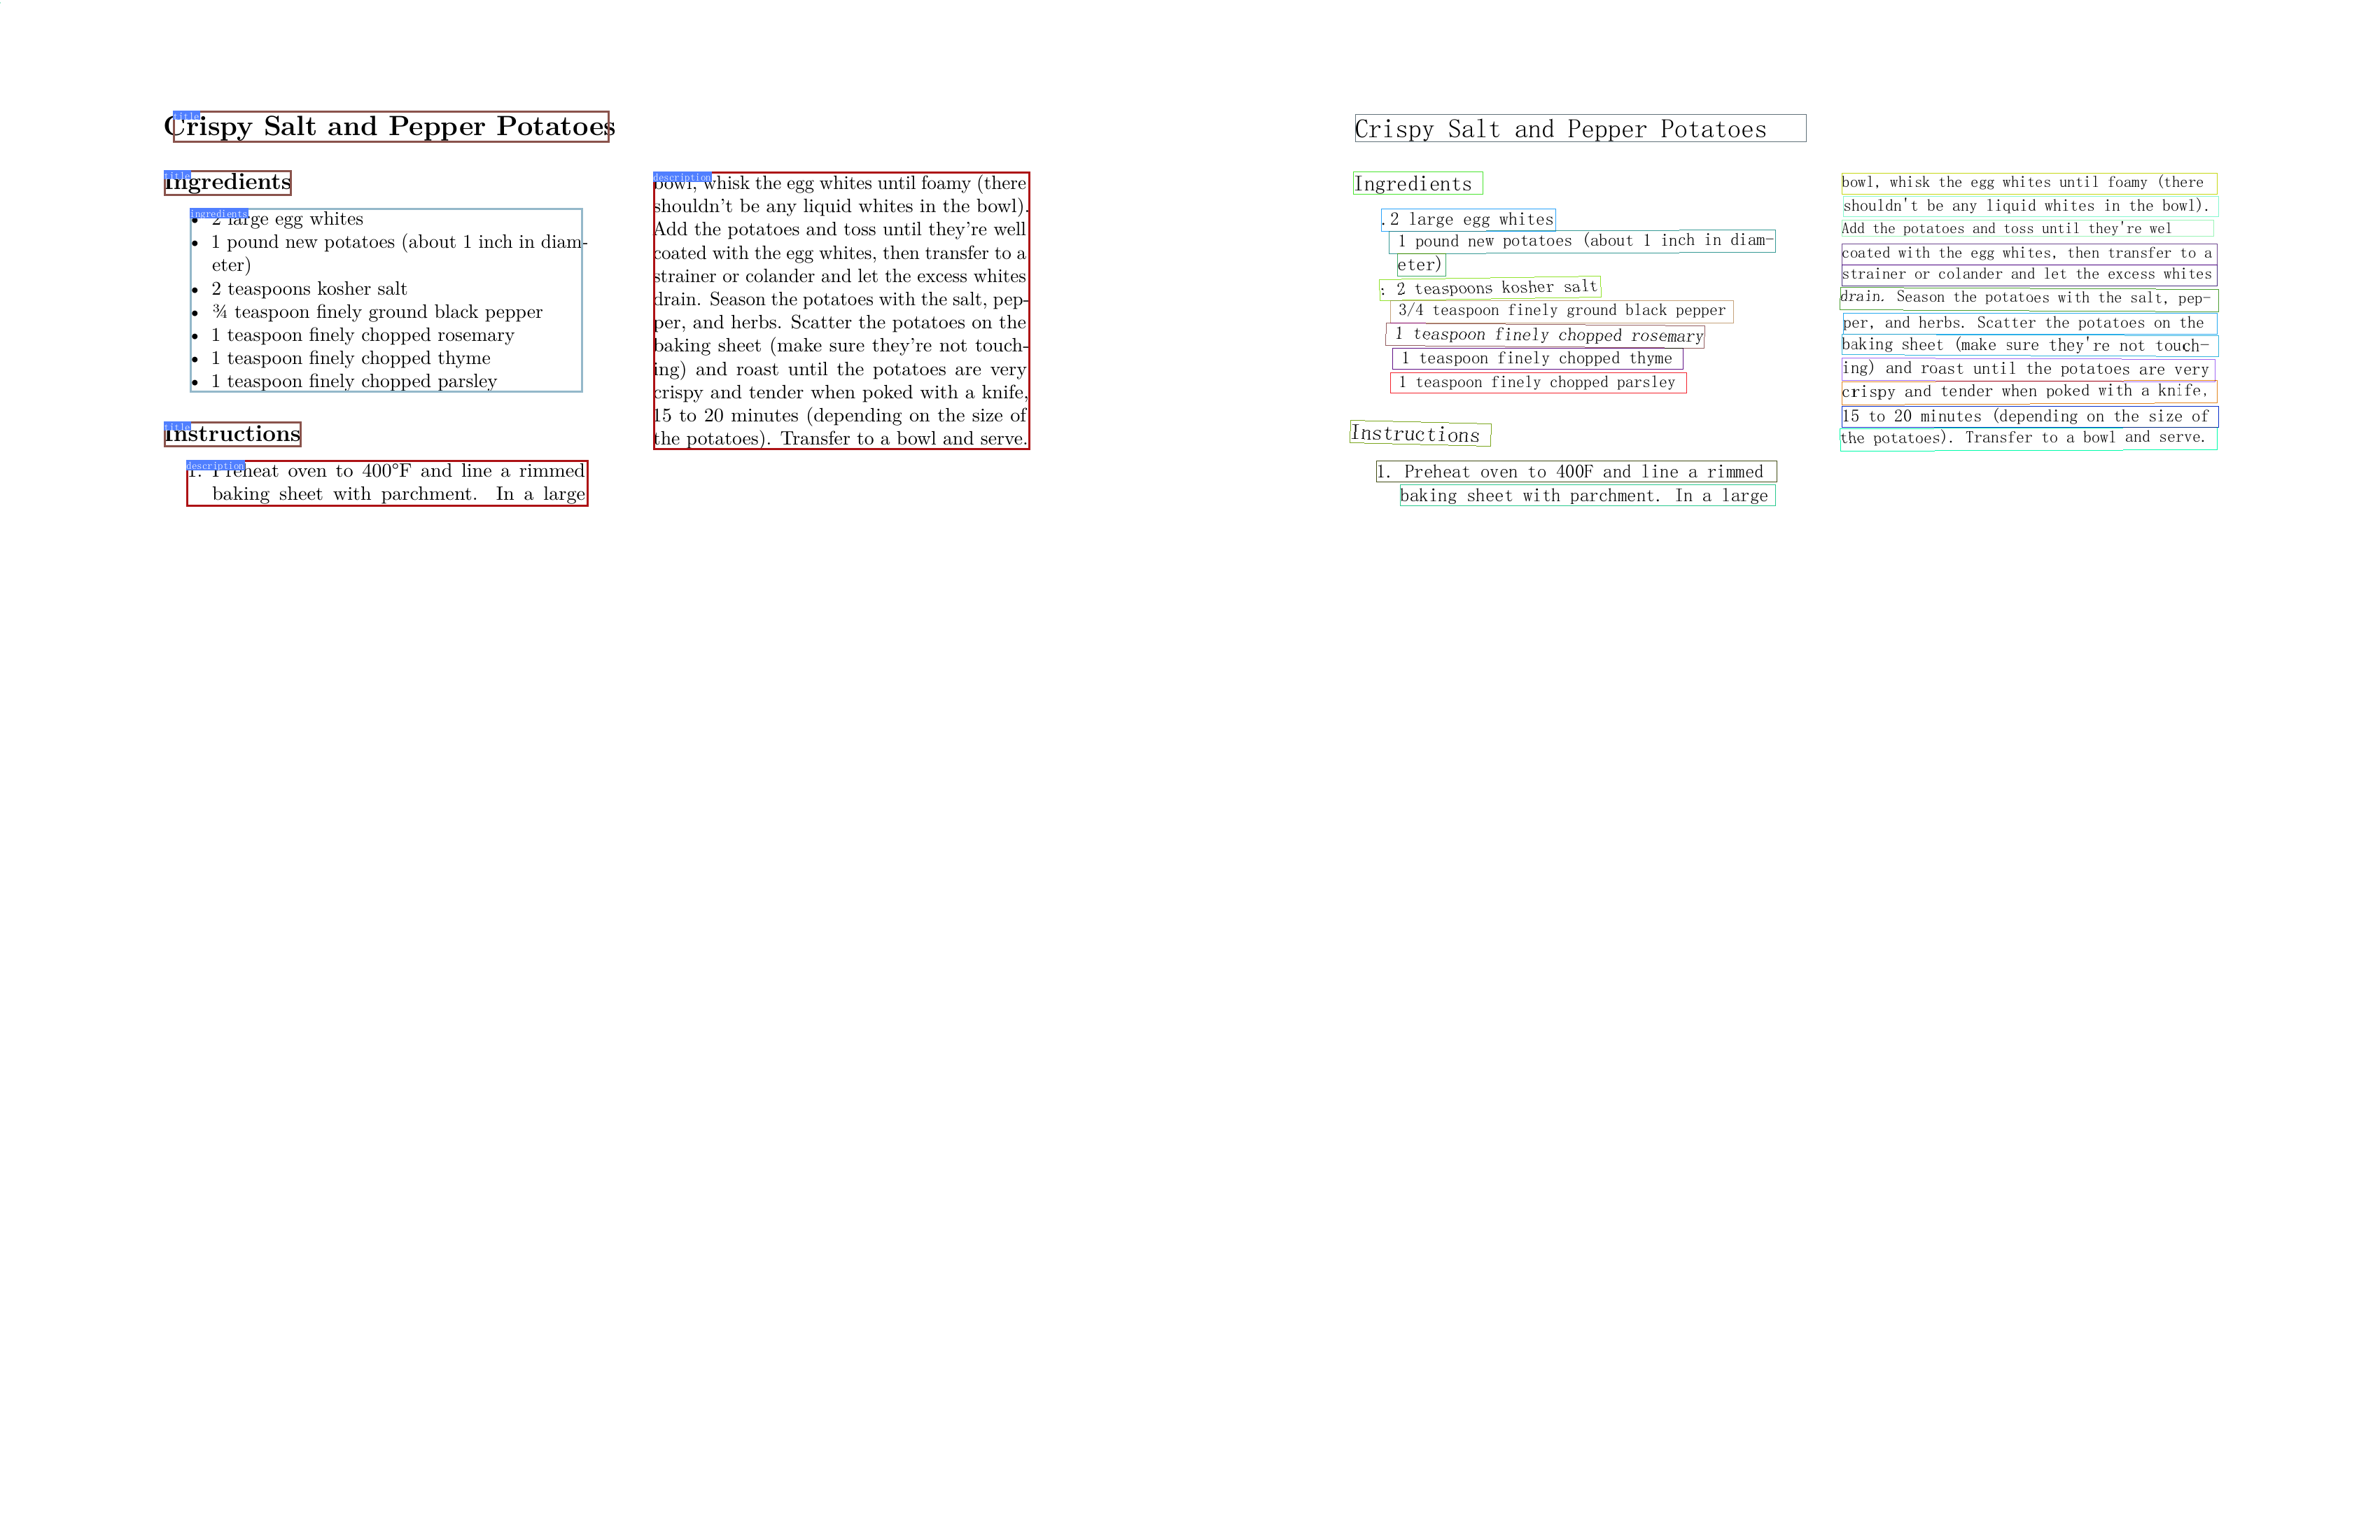 title
Crispy Salt and Pepper Potatoes
title
Ingredients
ingredients
• 2 large egg whites
• 1 pound new potatoes (about 1 inch in diam-
eter)
• 2 teaspoons kosher salt
• ¾ teaspoon finely ground black pepper
• 1 teaspoon finely chopped rosemary
• 1 teaspoon finely chopped thyme
• 1 teaspoon finely chopped parsley
title
Instructions
description
1. Preheat oven to 400°F and line a rimmed
baking sheet with parchment. In a large
description
bowl, whisk the egg whites until foamy (there
shouldn't be any liquid whites in the bowl).
Add the potatoes and toss until they're well
coated with the egg whites, then transfer to a
strainer or colander and let the excess whites
drain. Season the potatoes with the salt, pep-
per, and herbs. Scatter the potatoes on the
baking sheet (make sure they're not touch-
ing) and roast until the potatoes are very
crispy and tender when poked with a knife,
15 to 20 minutes (depending on the size of
the potatoes). Transfer to a bowl and serve.
Crispy Salt and Pepper Potatoes
Ingredients
.2 large egg whites
1 pound new potatoes (about 1 inch in diam-
eter)
: 2 teaspoons kosher salt
3/4 teaspoon finely ground black pepper
1 teaspoon finely chopped rosemary
1 teaspoon finely chopped thyme
1 teaspoon finely chopped parsley
Instructions
1. Preheat oven to 400F and line a rimmed
baking sheet with parchment. In a large
bowl, whisk the egg whites until foamy (there
shouldn't be any liquid whites in the bowl).
Add the potatoes and toss until they're wel
coated with the egg whites, then transfer to a
strainer or colander and let the excess whites
drain. Season the potatoes with the salt, pep-
per, and herbs. Scatter the potatoes on the
baking sheet (make sure they're not touch-
ing) and roast until the potatoes are very
crispy and tender when poked with a knife,
15 to 20 minutes (depending on the size of
the potatoes). Transfer to a bowl and serve.